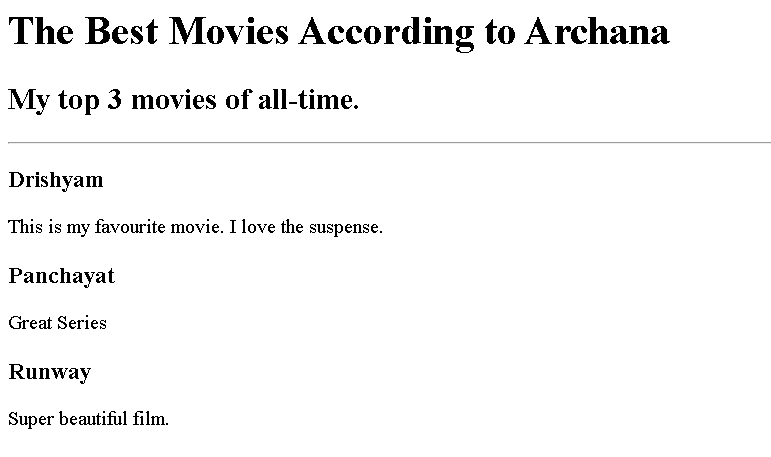 The Best Movies According to Archana
My top 3 movies of all-time.
Drishyam
This is my favourite movie. I love the suspense.
Panchayat
Great Series
Runway
Super beautiful film.